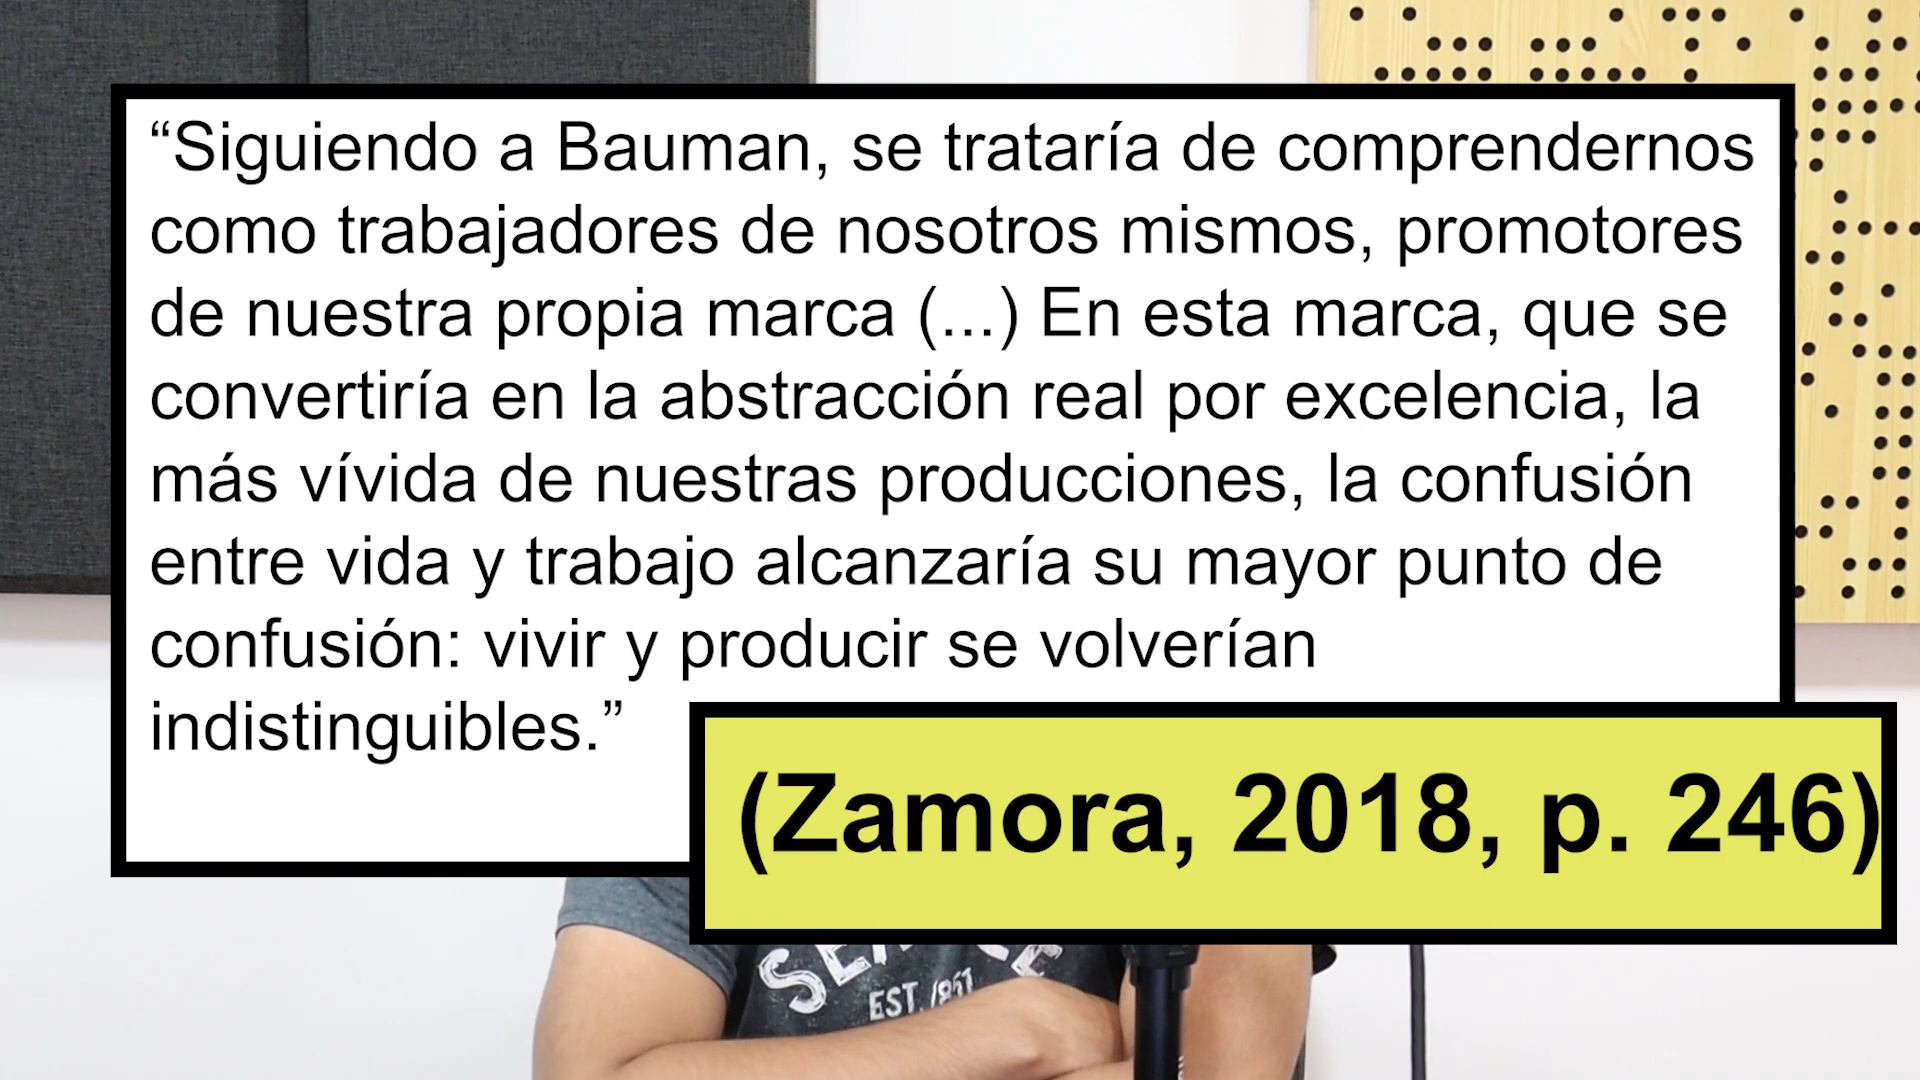 “Siguiendo a Bauman, se trataría de comprendernos
como trabajadores de nosotros mismos, promotores
de nuestra propia marca (...) En esta marca, que se
convertiría en la abstracción real por excelencia, la
más vívida de nuestras producciones, la confusión
entre vida y trabajo alcanzaría su mayor punto de
confusión: vivir y producir se volverían
indistinguibles.”
(Zamora, 2018, p. 246)
EST.